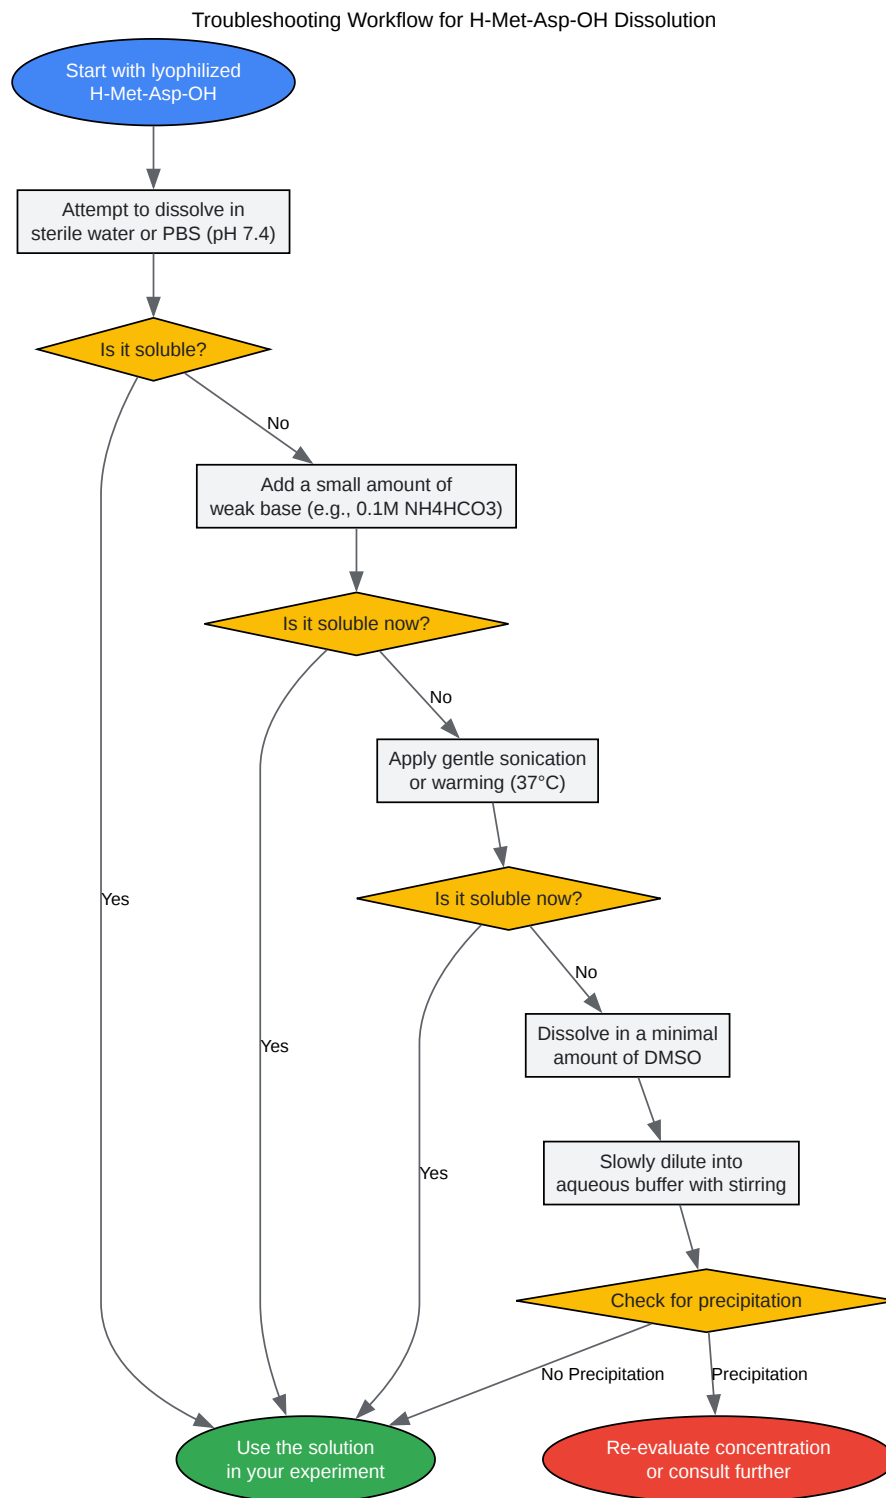 Troubleshooting Workflow for H-Met-Asp-OH Dissolution
Start with lyophilized
H-Met-Asp-OH
Attempt to dissolve in
sterile water or PBS (pH 7.4)
Is it soluble?
No
Add a small amount of
weak base (e.g., 0.1M NH4HCO3)
Is it soluble now?
No
Apply gentle sonication
or warming (37°C)
Yes
Is it soluble now?
No
Dissolve in a minimal
amount of DMSO
Yes
Slowly dilute into
aqueous buffer with stirring
Yes
Check for precipitation
No Precipitation
Precipitation
Use the solution
in your experiment
Re-evaluate concentration
or consult further